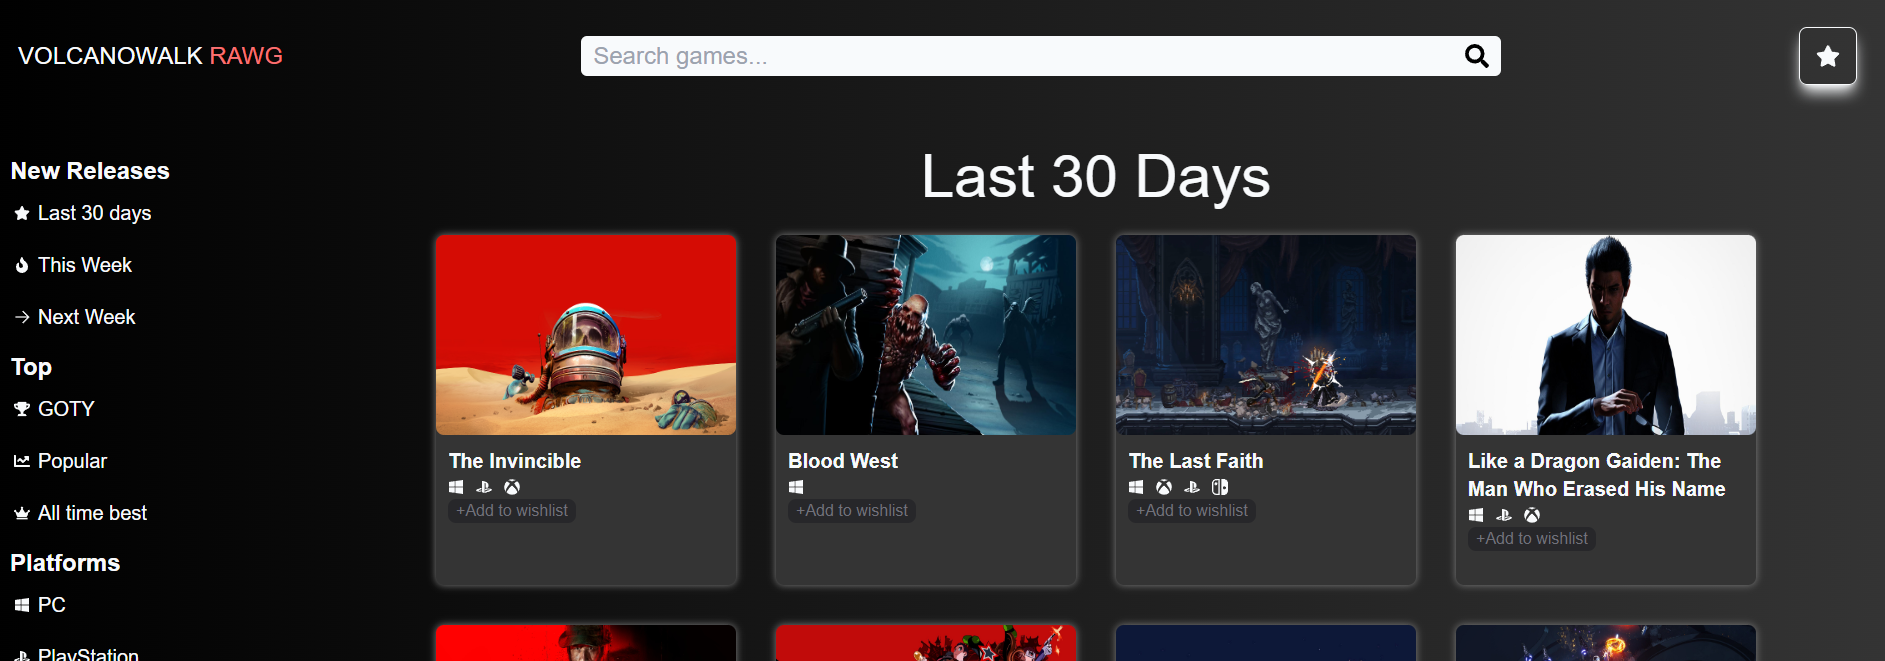 VOLCANOWALK RAWG
Search games...
New Releases
Last 30 days
This Week
Next Week
Top
GOTY
Popular
All time best
Platforms
PC
PlayStation
Last 30 Days
The Invincible
+Add to wishlist
Blood West
+Add to wishlist
The Last Faith
+Add to wishlist
Like a Dragon Gaiden: The
Man Who Erased His Name
+Add to wishlist